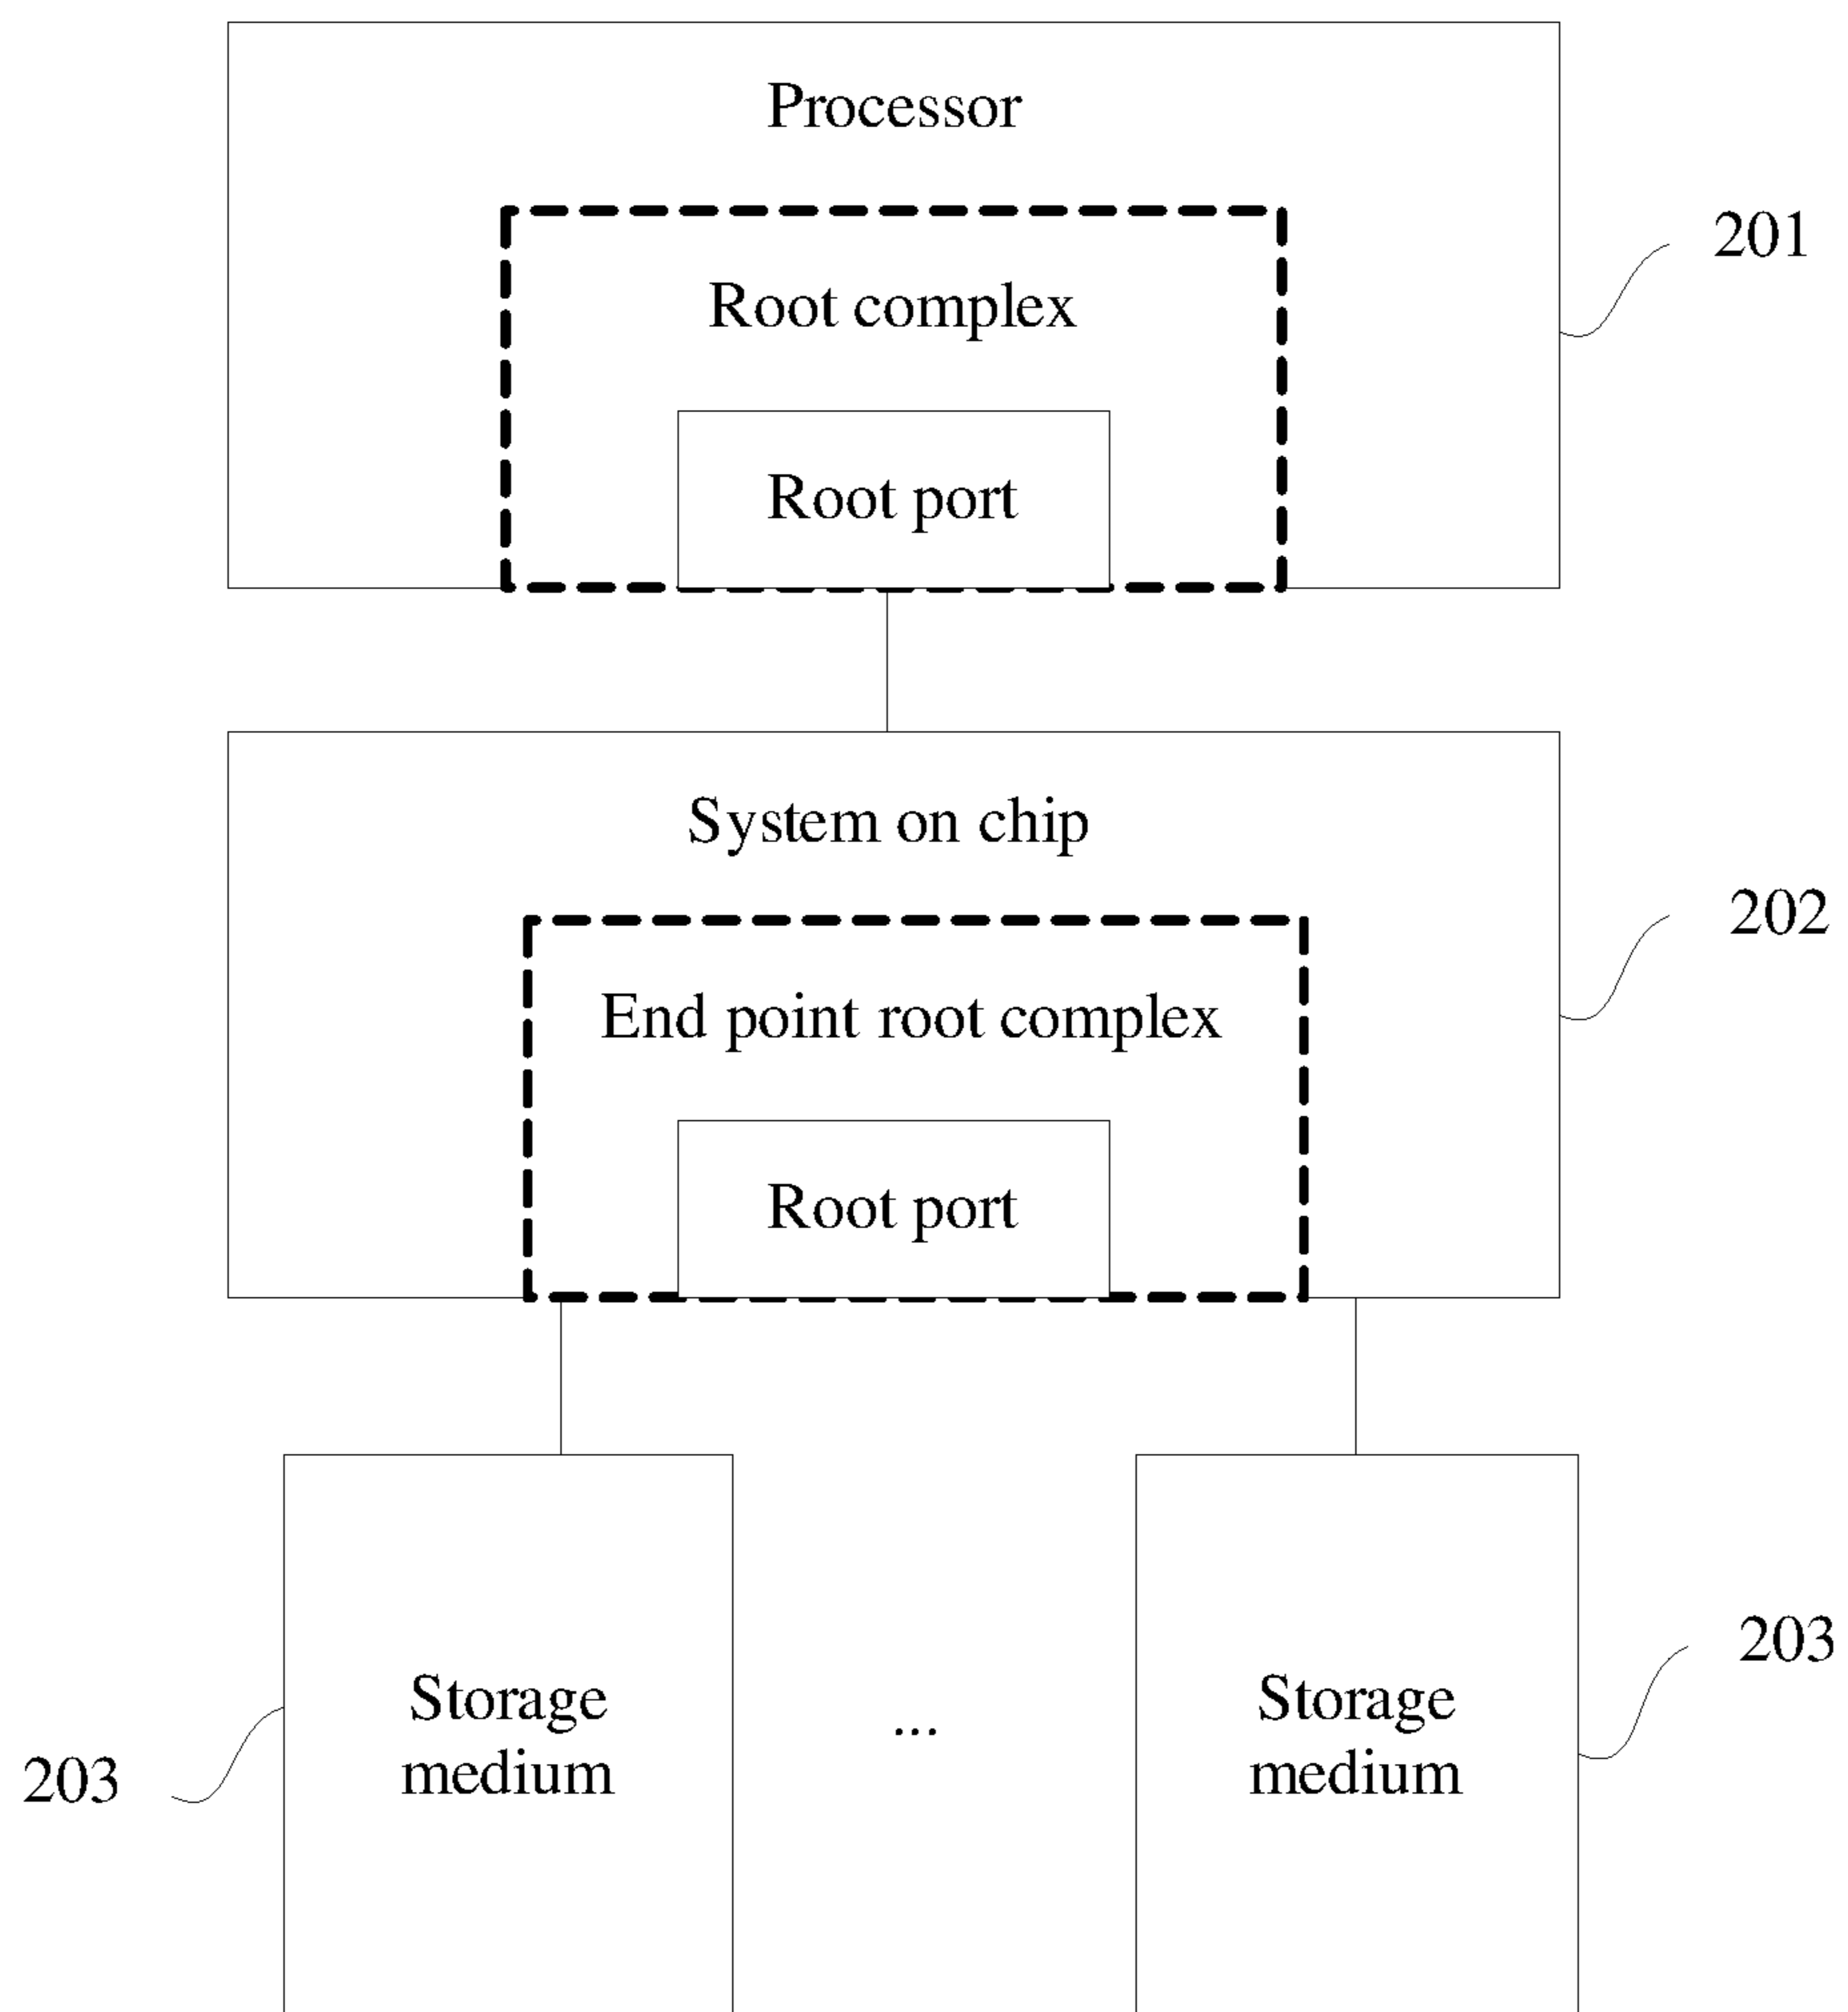 Processor
201
Root complex
Root port
System on chip
202
End point root complex
Root port
Storage
medium
203
...
Storage
medium
203